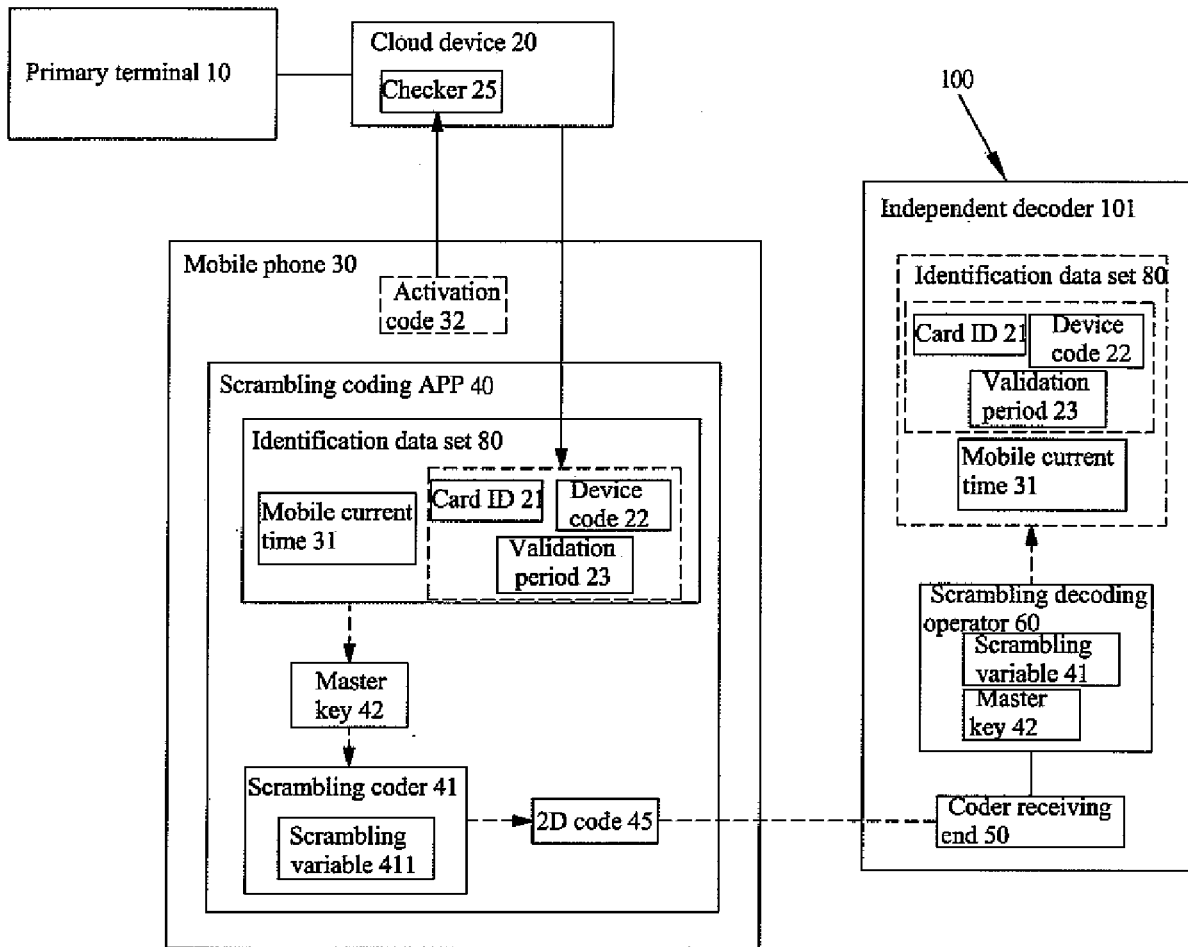 Primary terminal 10
Cloud device 20
Checker 25
100
Mobile phone 30
Activation
code 32
Scrambling coding APP 40
Identification data set 80
Mobile current
time 31
Card ID 21
Device
code 22
Validation
period 23
Master
key 42
Scrambling coder 41
Scrambling
variable 411
2D code 45
Independent decoder 101
Identification data set 80
Card ID 21
Device
code 22
Validation
period 23
Mobile current
time 31
Scrambling decoding
operator 60
Scrambling
variable 41
Master
key 42
Coder receiving
end 50